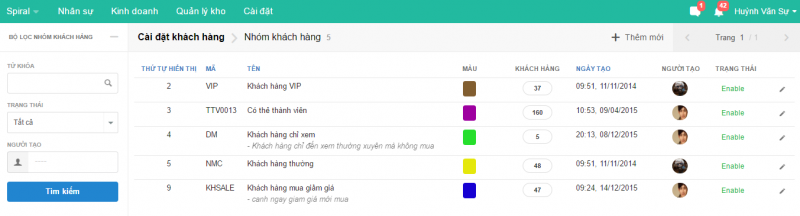 Spiral Nhân sự Kinh doanh Quản lý kho Cài đặt 1 42 Huỳnh Văn Sự
BỘ LỌC NHÓM KHÁCH HÀNG
Cài đặt khách hàng Nhóm khách hàng 5 + Thêm mới Trang 1 / 1
TỪ KHÓA
TRẠNG THÁI
Tất cả
NGƯỜI TẠO
Tìm kiếm
THỨ TỰ HIỂN THỊ MÃ TÊN MÀU KHÁCH HÀNG NGÀY TẠO NGƯỜI TẠO TRẠNG THÁI
2 VIP Khách hàng VIP 37 09:51, 11/11/2014 Enable
3 TTV0013 Có thẻ thành viên 160 10:53, 09/04/2015 Enable
4 DM Khách hàng chỉ xem 5 20:13, 08/12/2015 Enable
- Khách hàng chỉ đến xem thường xuyên mà không mua
5 NMC Khách hàng thường 48 09:51, 11/11/2014 Enable
9 KHSALE Khách hàng mua giảm giá 47 09:24, 14/12/2015 Enable
- canh ngay giam giá mới mua